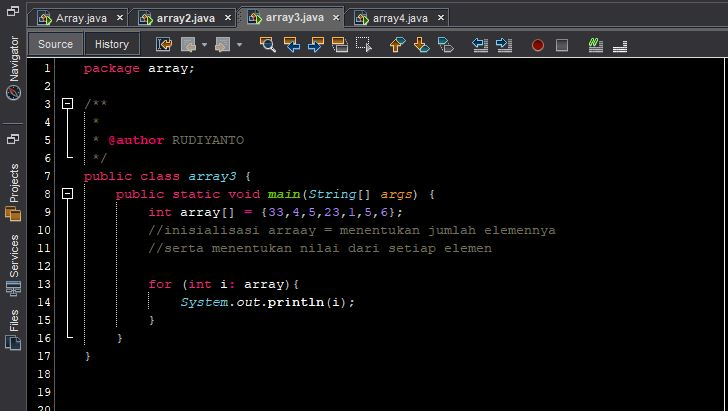 Array.java array2.java array3.java array4.java
Source History
Navigator
Projects
Services
Files
1 package array;
2
3 /**
4 *
5 * @author RUDIYANTO
6 */
7 public class array3 {
8 public static void main(String[] args) {
9 int array[] = {33,4,5,23,1,5,6};
10 //inisialisasi arraay = menentukan jumlah elemennya
11 //serta menentukan nilai dari setiap elemen
12
13 for (int i: array){
14 System.out.println(i);
15 }
16 }
17 }
18
19
20